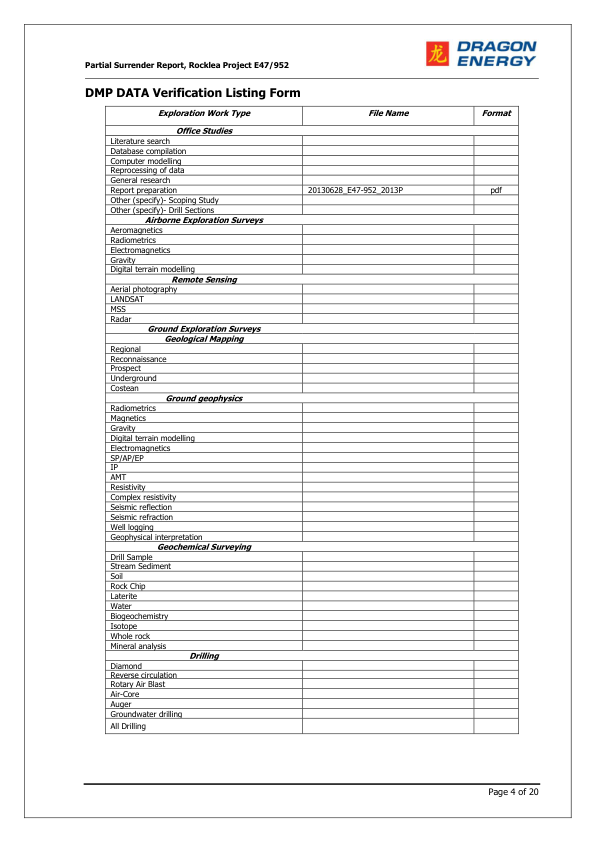 龙
DRAGON
ENERGY
Partial Surrender Report, Rocklea Project E47/952
DMP DATA Verification Listing Form
Exploration Work Type File Name Format
Office Studies
Literature search
Database compilation
Computer modelling
Reprocessing of data
General research
Report preparation 20130628_E47-952_2013P pdf
Other (specify)- Scoping Study
Other (specify)- Drill Sections
Airborne Exploration Surveys
Aeromagnetics
Radiometrics
Electromagnetics
Gravity
Digital terrain modelling
Remote Sensing
Aerial photography
LANDSAT
MSS
Radar
Ground Exploration Surveys
Geological Mapping
Regional
Reconnaissance
Prospect
Underground
Costean
Ground geophysics
Radiometrics
Magnetics
Gravity
Digital terrain modelling
Electromagnetics
SP/AP/EP
IP
AMT
Resistivity
Complex resistivity
Seismic reflection
Seismic refraction
Well logging
Geophysical interpretation
Geochemical Surveying
Drill Sample
Stream Sediment
Soil
Rock Chip
Laterite
Water
Biogeochemistry
Isotope
Whole rock
Mineral analysis
Drilling
Diamond
Reverse circulation
Rotary Air Blast
Air-Core
Auger
Groundwater drilling
All Drilling
Page 4 of 20